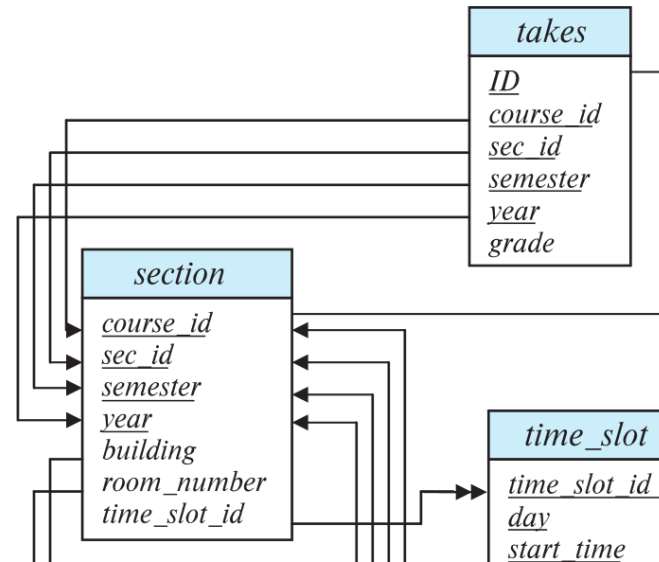 takes
ID
course_id
sec_id
semester
year
grade
section
course_id
sec_id
semester
year
building
room_number
time_slot_id
time_slot
time_slot_id
day
start_time